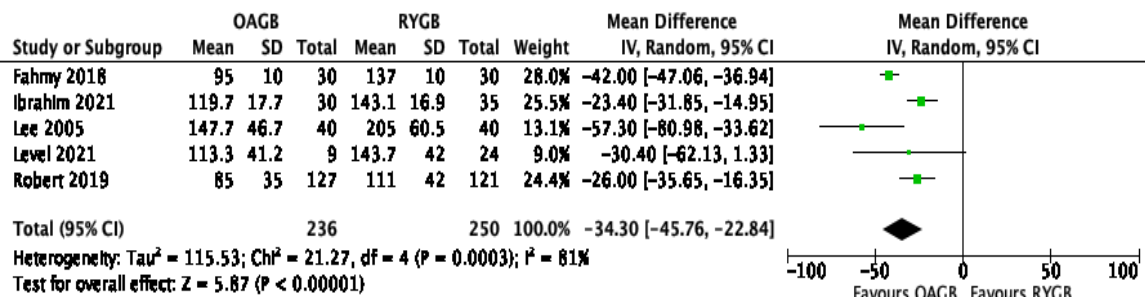 OAGB RYGB Mean Difference Mean Difference
Study or Subgroup Mean SD Total Mean SD Total Weight IV, Random, 95% CI IV, Random, 95% CI
Fahmy 2018 95 10 30 137 10 30 28.0% −42.00 [−47.06, −36.94]
Ibrahim 2021 119.7 17.7 30 143.1 16.9 35 25.5% −23.40 [−31.85, −14.95]
Lee 2005 147.7 46.7 40 205 60.5 40 13.1% −57.30 [−80.98, −33.62]
Level 2021 113.3 41.2 9 143.7 42 24 9.0% −30.40 [−62.13, 1.33]
Robert 2019 85 35 127 111 42 121 24.4% −26.00 [−35.65, −16.35]
Total (95% CI) 236 250 100.0% −34.30 [−45.76, −22.84]
Heterogeneity: Tau² = 115.53; Chi² = 21.27, df = 4 (P = 0.0003); I² = 81%
Test for overall effect: Z = 5.87 (P < 0.00001)
−100 −50 0 50 100
Favours OAGB Favours RYGB